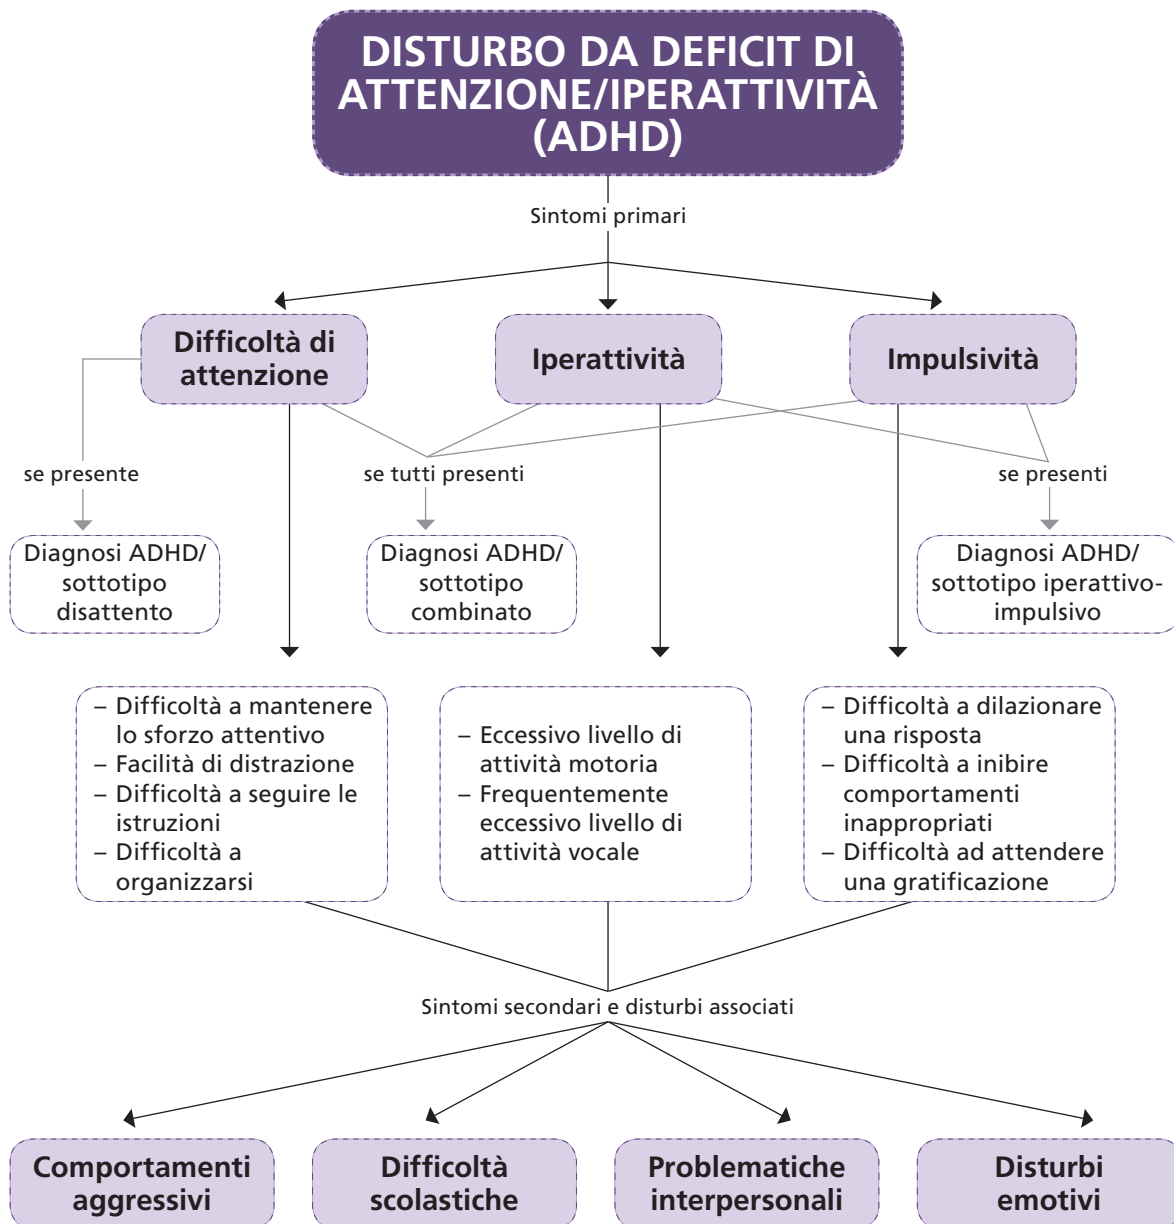 DISTURBO DA DEFICIT DI
ATTENZIONE/IPERATTIVITÀ
(ADHD)
Sintomi primari
Difficoltà di
attenzione
Iperattività
Impulsività
se presente
se tutti presenti
se presenti
Diagnosi ADHD/
sottotipo
disattento
Diagnosi ADHD/
sottotipo
combinato
Diagnosi ADHD/
sottotipo iperattivo-
impulsivo
– Difficoltà a mantenere
lo sforzo attentivo
– Facilità di distrazione
– Difficoltà a seguire le
istruzioni
– Difficoltà a
organizzarsi
– Eccessivo livello di
attività motoria
– Frequentemente
eccessivo livello di
attività vocale
– Difficoltà a dilazionare
una risposta
– Difficoltà a inibire
comportamenti
inappropriati
– Difficoltà ad attendere
una gratificazione
Sintomi secondari e disturbi associati
Comportamenti
aggressivi
Difficoltà
scolastiche
Problematiche
interpersonali
Disturbi
emotivi